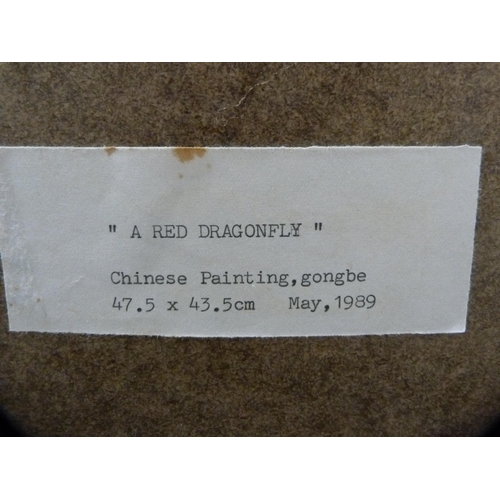 " A RED DRAGONFLY "
Chinese Painting,gongbe
47.5 x 43.5cm May,1989